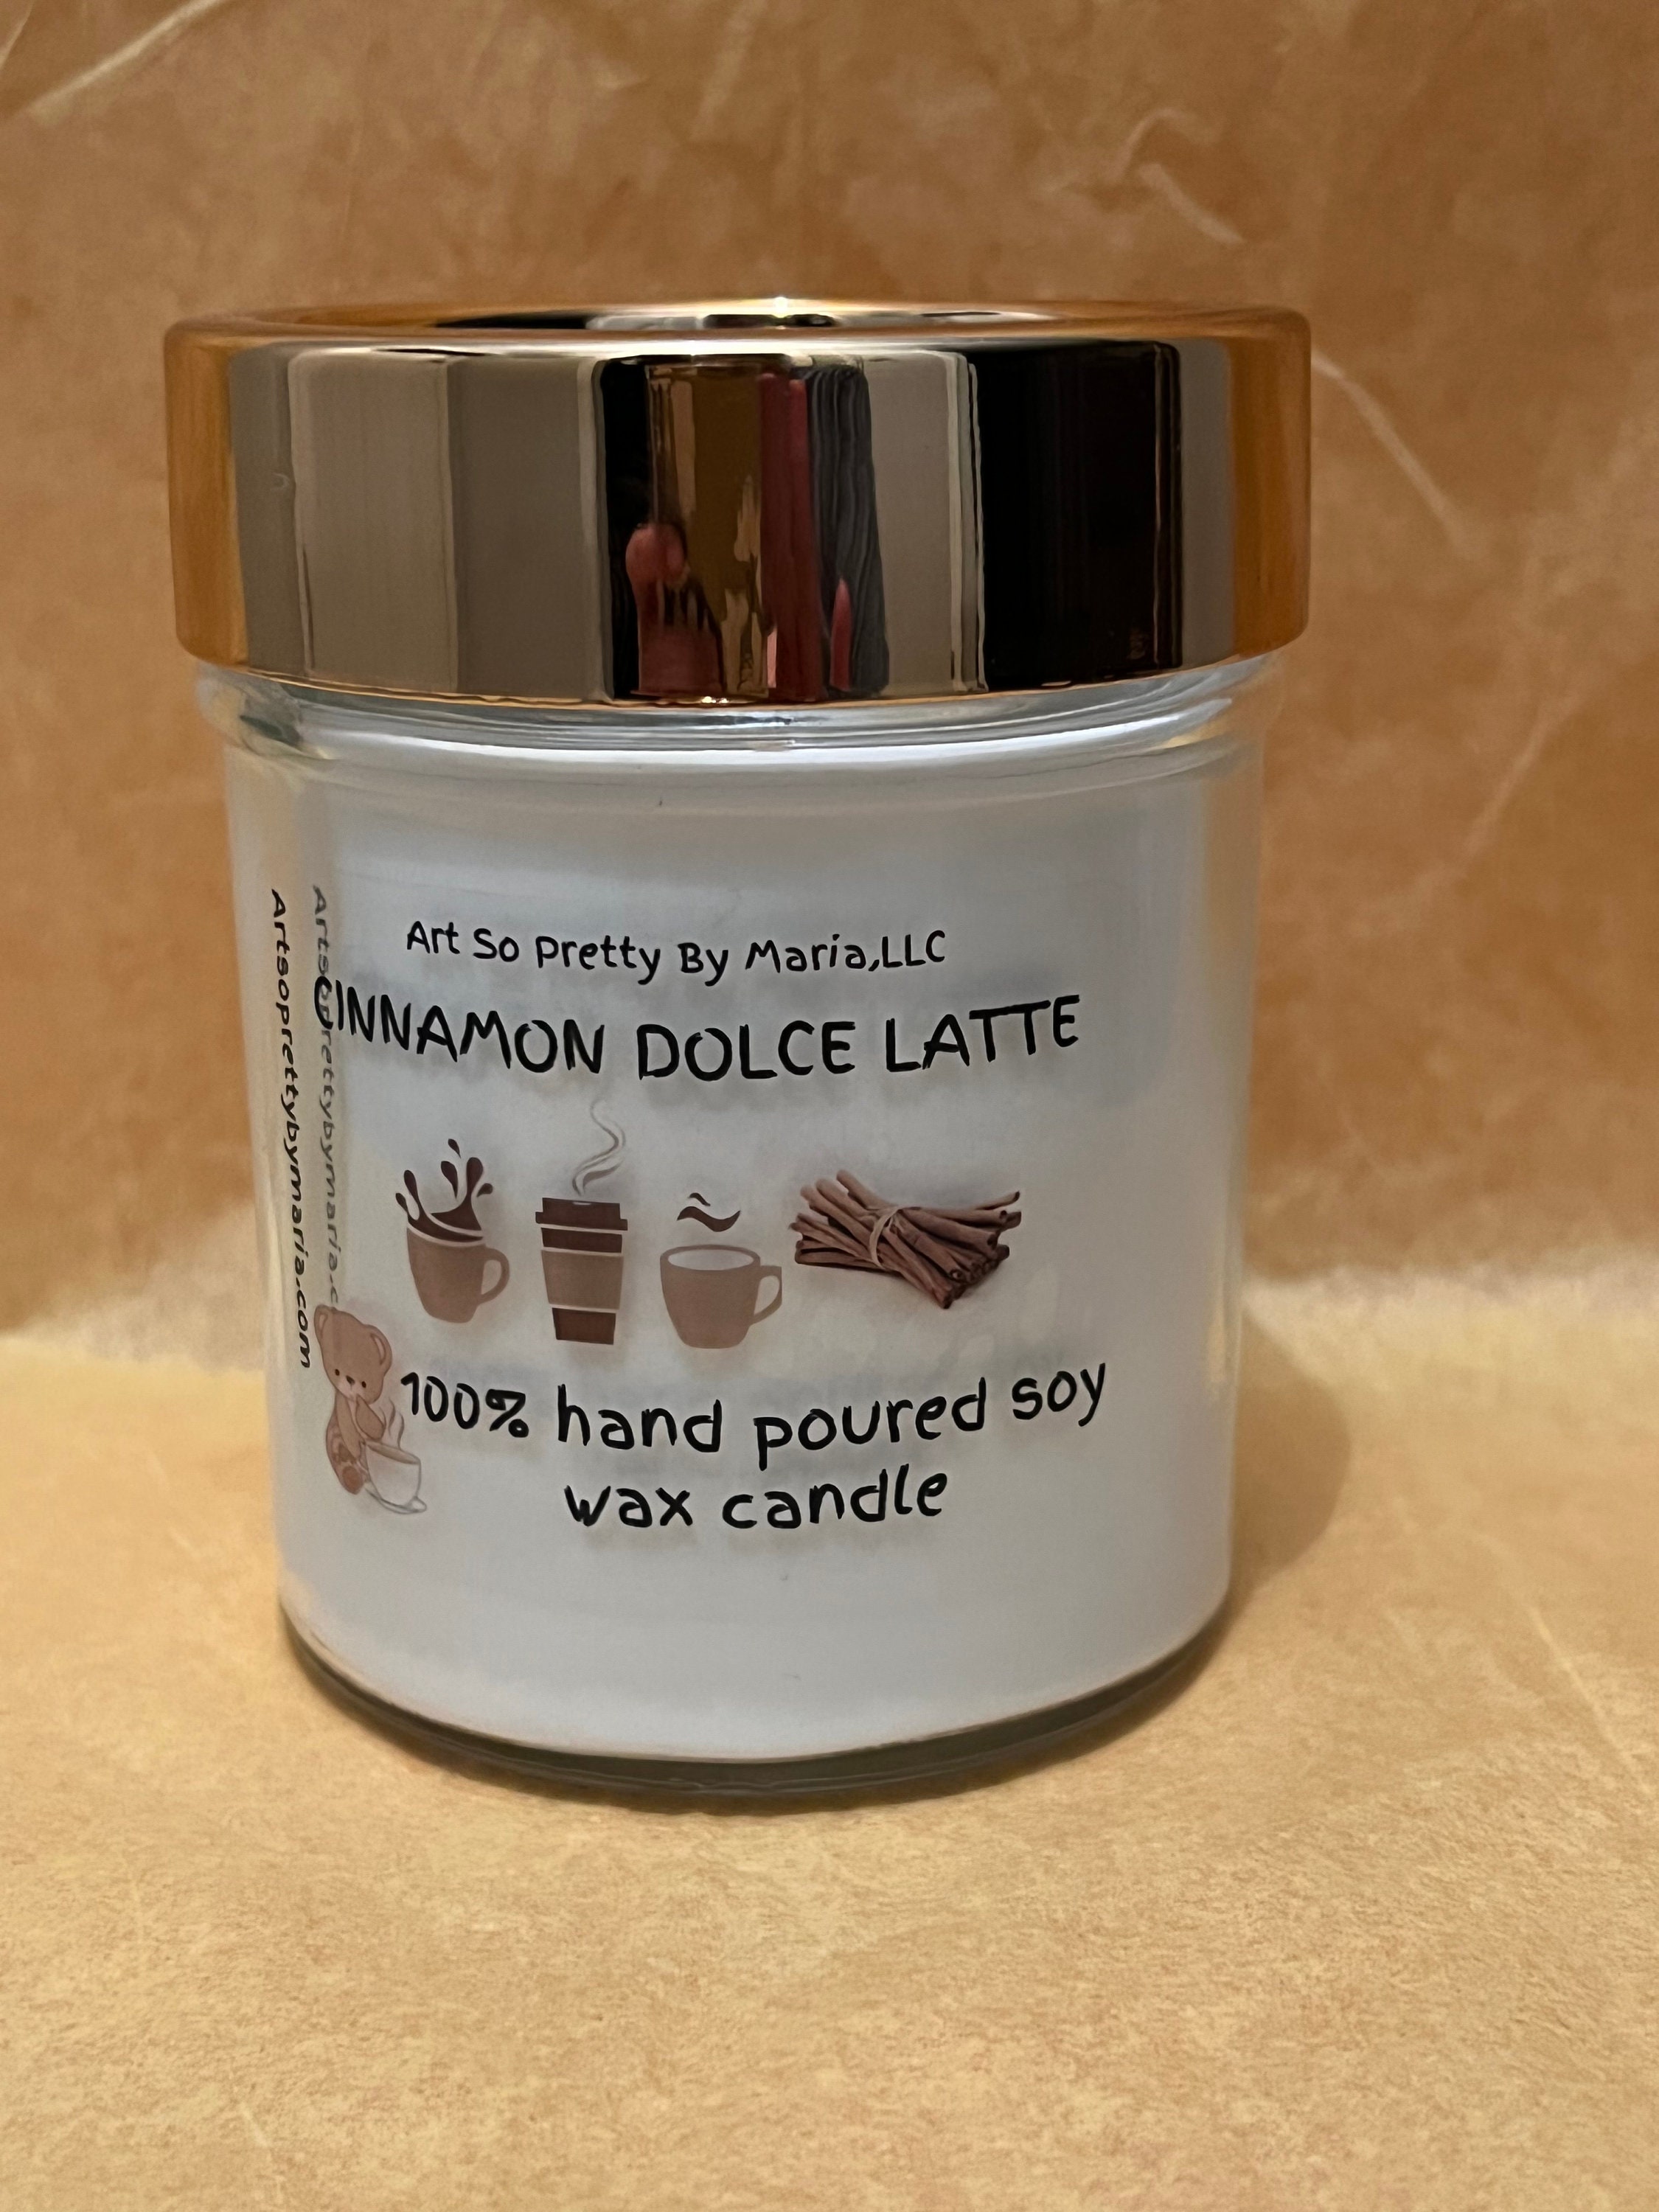 Art So Pretty By Maria,LLC
CINNAMON DOLCE LATTE
100% hand poured soy
wax candle
Artsoprettybymaria.com